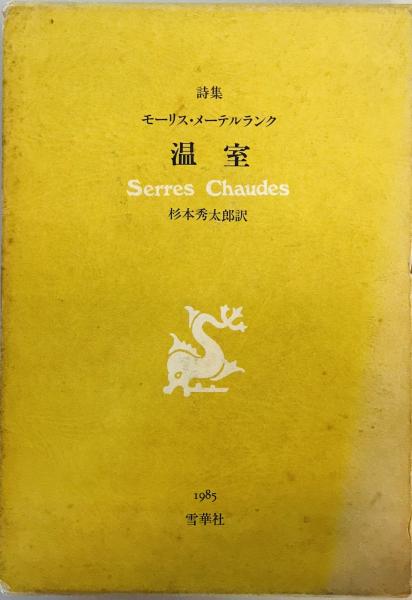 詩集
モーリス・メーテルランク
温室
Serres Chaudes
杉本秀太郎訳
1985
雪華社